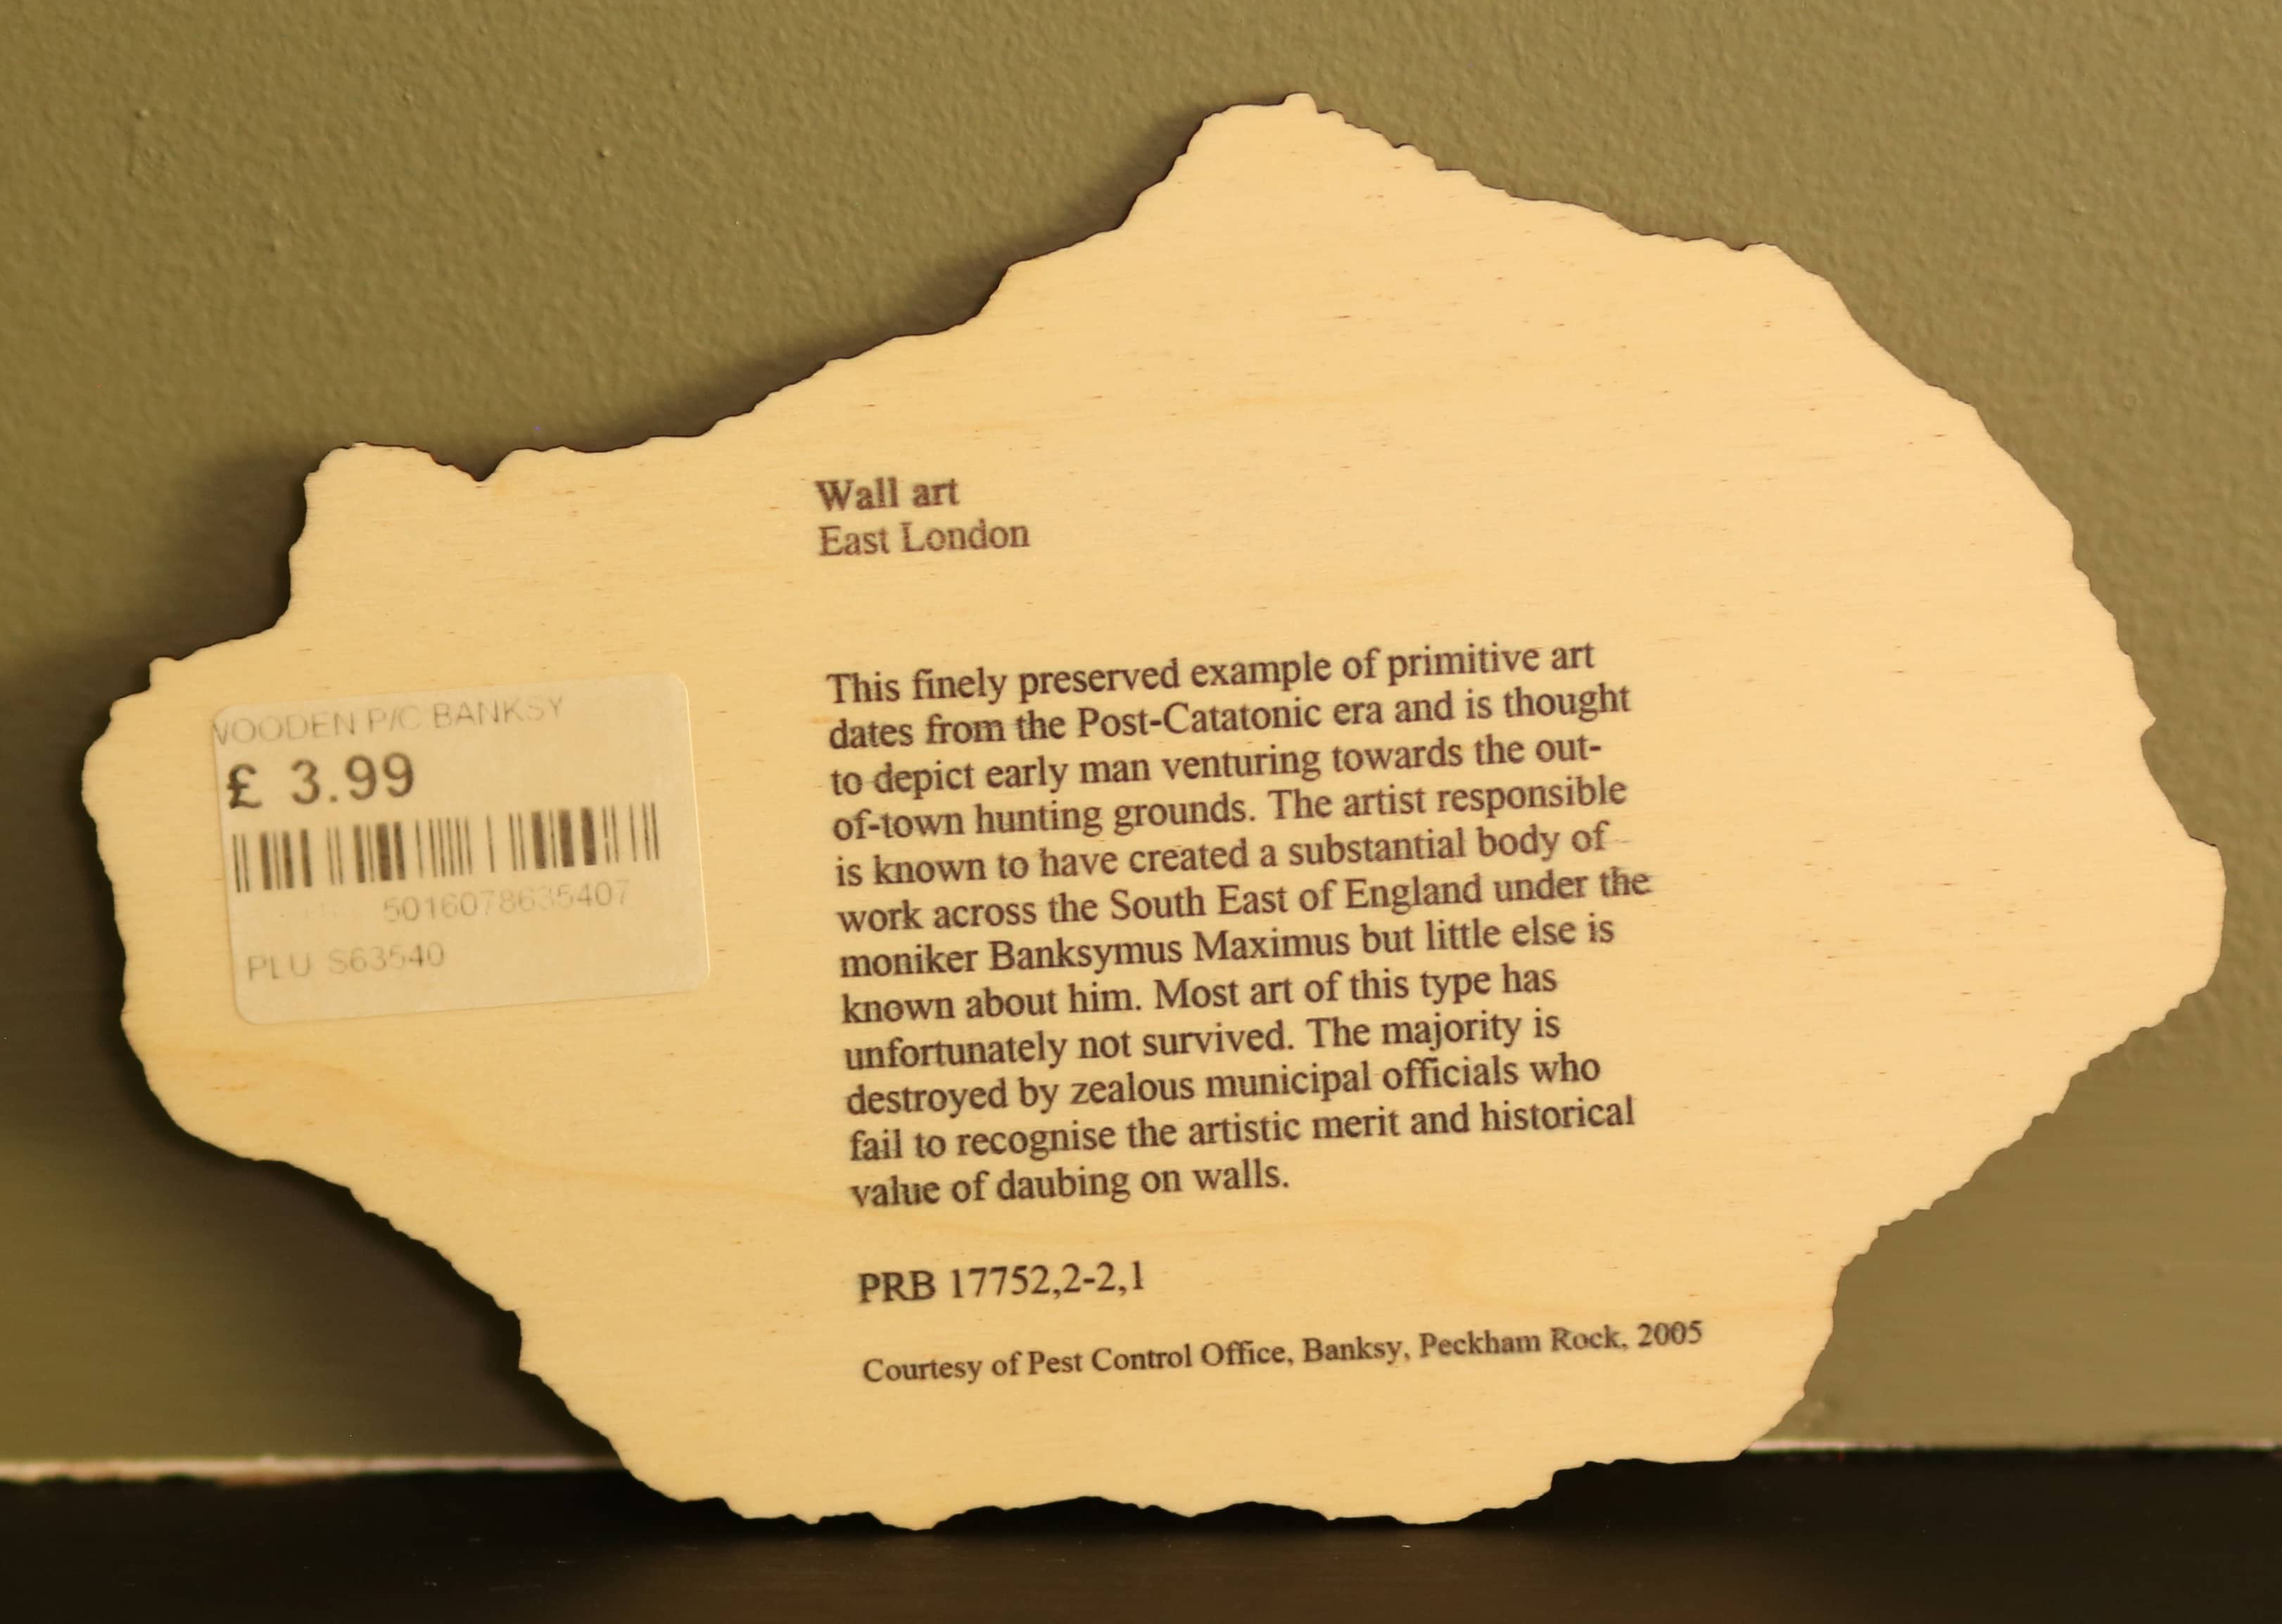 Wall art
East London
This finely preserved example of primitive art
dates from the Post-Catatonic era and is thought
to depict early man venturing towards the out-
of-town hunting grounds. The artist responsible
is known to have created a substantial body of
work across the South East of England under the
moniker Banksymus Maximus but little else is
known about him. Most art of this type has
unfortunately not survived. The majority is
destroyed by zealous municipal officials who
fail to recognise the artistic merit and historical
value of daubing on walls.
PRB 17752,2-2,1
Courtesy of Pest Control Office, Banksy, Peckham Rock, 2005
WOODEN P/C BANKSY
£ 3.99
5016078635407
PLU S63540